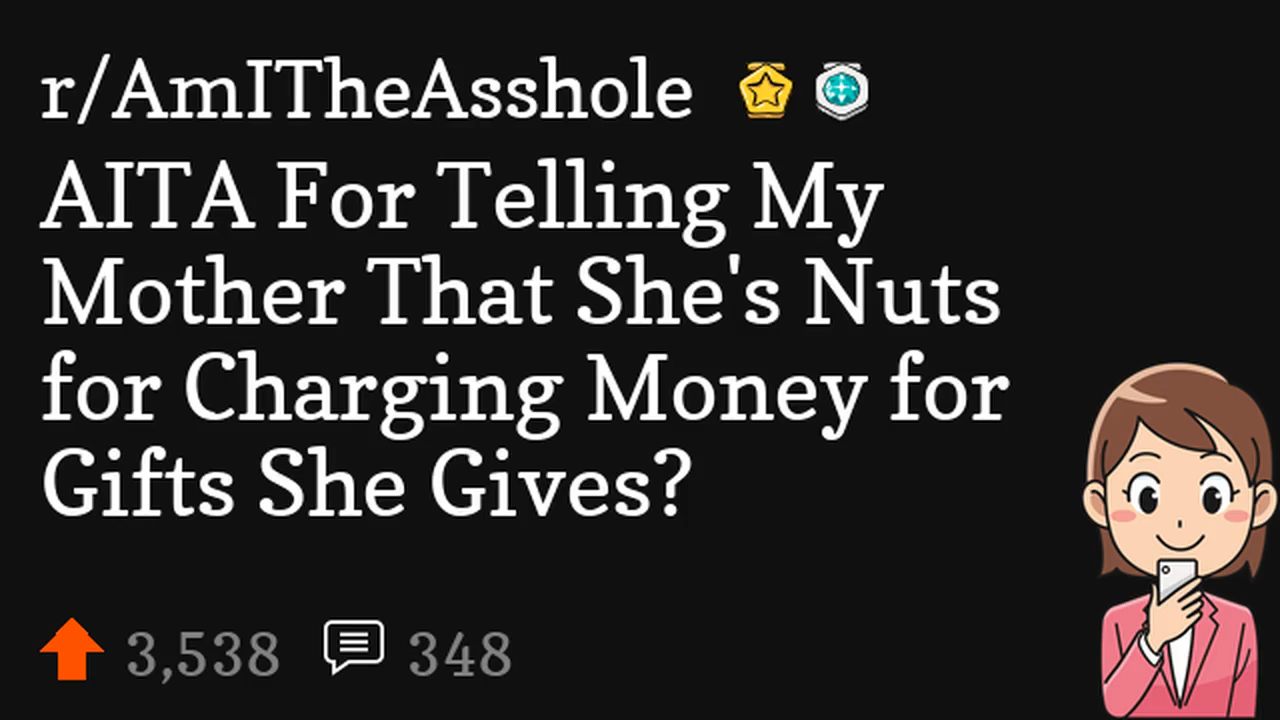 r/AmITheAsshole
AITA For Telling My
Mother That She's Nuts
for Charging Money for
Gifts She Gives?
3,538 348